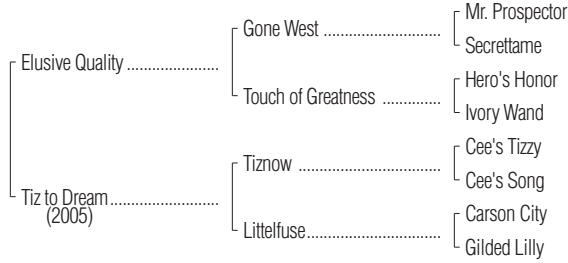 Mr. Prospector
Gone West ........................
Secrettame
Elusive Quality ...................
Hero's Honor
Touch of Greatness ............
Ivory Wand
Cee's Tizzy
Tiznow .............................
Cee's Song
Tiz to Dream......................
(2005)
Carson City
Littelfuse...........................
Gilded Lilly